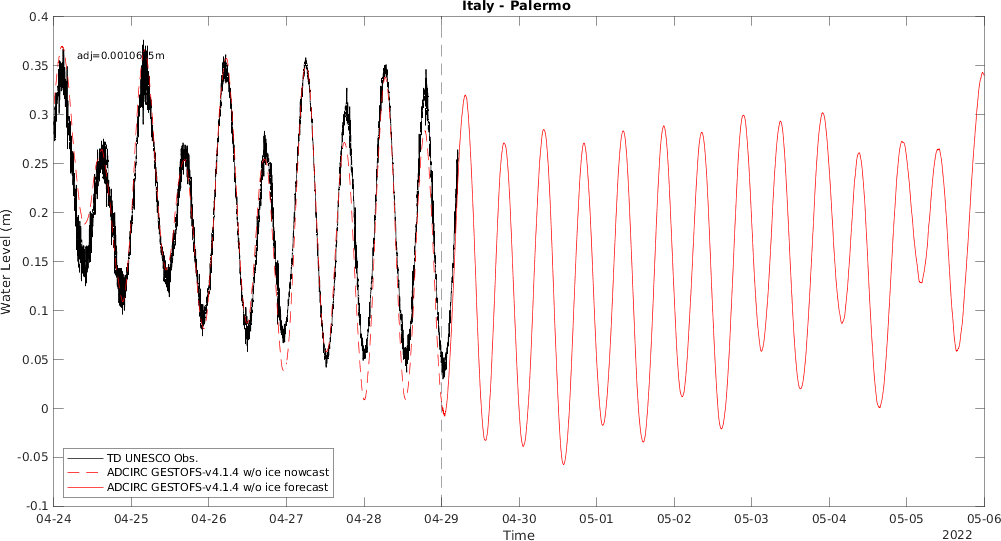 Italy - Palermo
0.4
adj=0.0010625m
0.35
0.3
0.25
0.2
0.15
0.1
0.05
0
-0.05
-0.1
Water Level (m)
TD UNESCO Obs.
ADCIRC GESTOFS-v4.1.4 w/o ice nowcast
ADCIRC GESTOFS-v4.1.4 w/o ice forecast
04-24 04-25 04-26 04-27 04-28 04-29 04-30 05-01 05-02 05-03 05-04 05-05 05-06
Time
2022